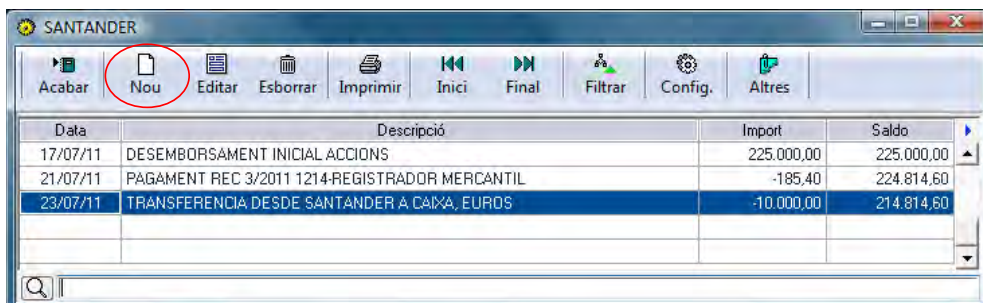 SANTANDER
Acabar Nou Editar Esborrar Imprimir Inici Final Filtrar Config. Altres
Data Descripció Import Saldo
17/07/11 DESEMBORSAMENT INICIAL ACCIONS 225.000,00 225.000,00
21/07/11 PAGAMENT REC 3/2011 1214-REGISTRADOR MERCANTIL -185,40 224.814,60
23/07/11 TRANSFERENCIA DESDE SANTANDER A CAIXA, EUROS -10.000,00 214.814,60